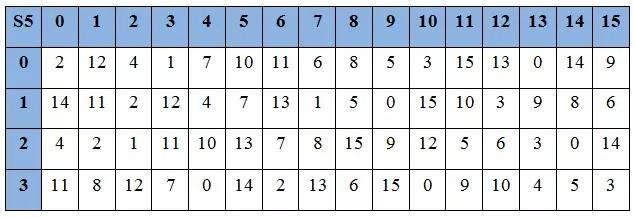 S5 0 1 2 3 4 5 6 7 8 9 10 11 12 13 14 15
0 2 12 4 1 7 10 11 6 8 5 3 15 13 0 14 9
1 14 11 2 12 4 7 13 1 5 0 15 10 3 9 8 6
2 4 2 1 11 10 13 7 8 15 9 12 5 6 3 0 14
3 11 8 12 7 0 14 2 13 6 15 0 9 10 4 5 3